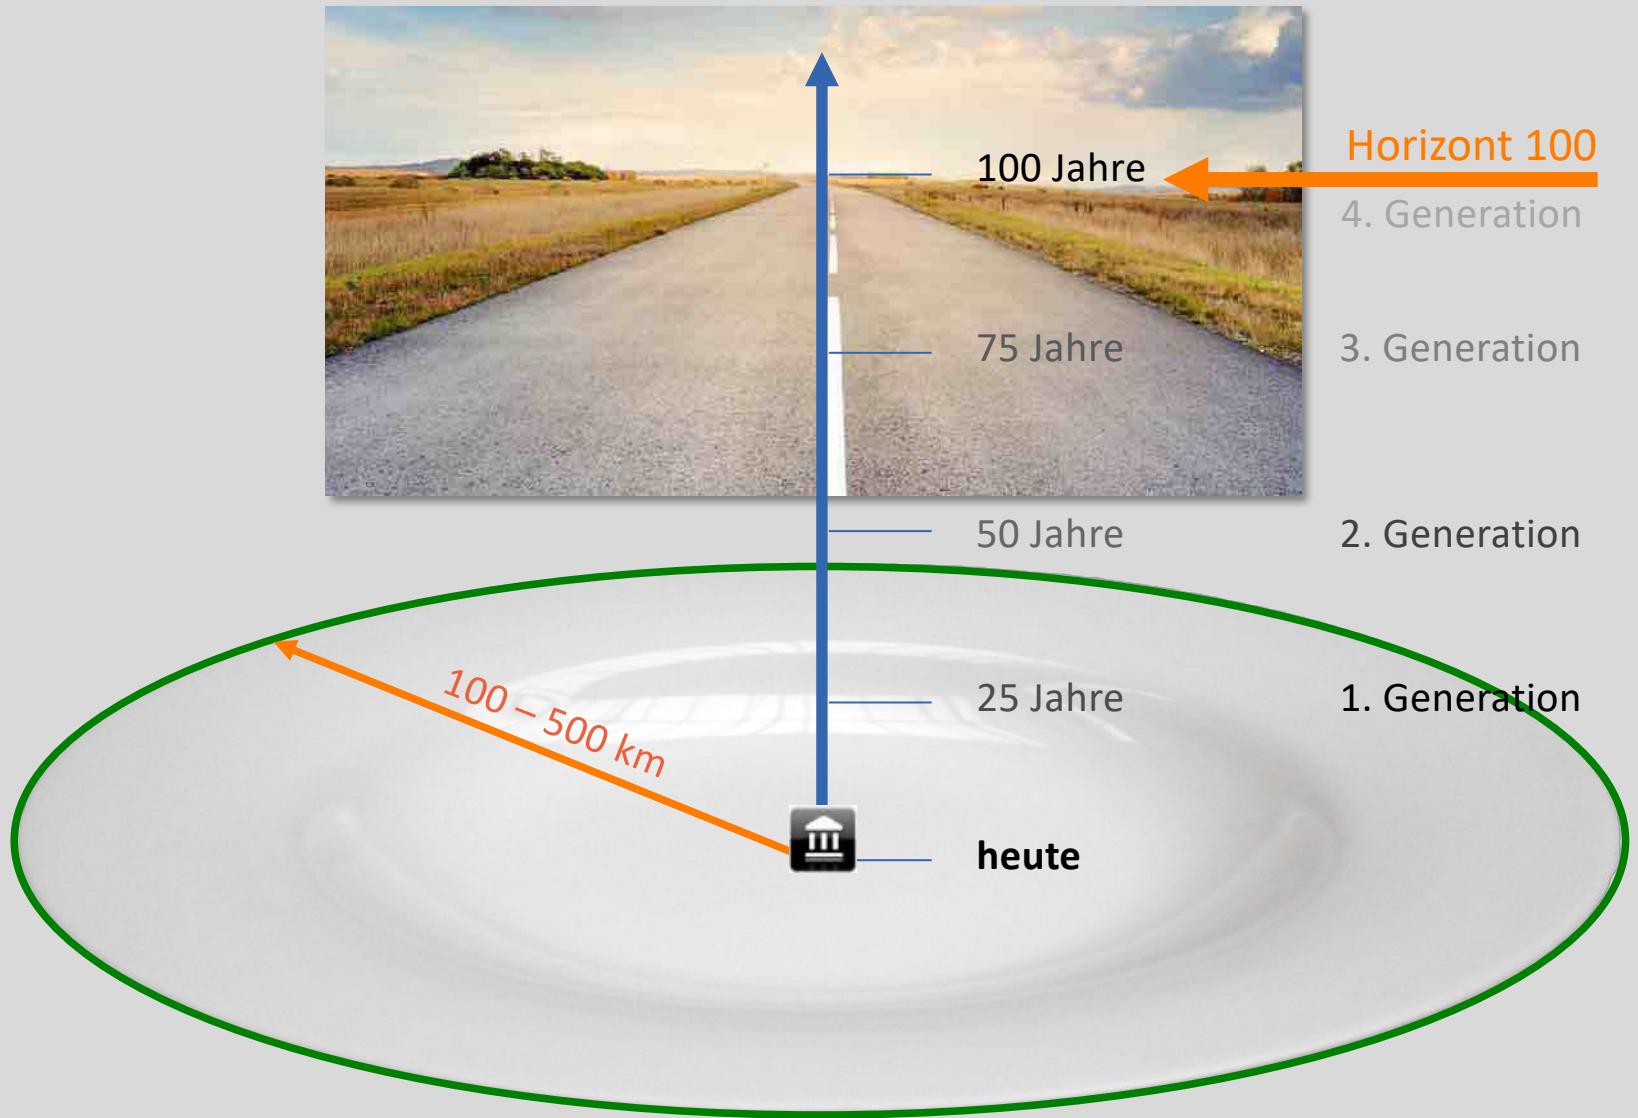 Horizont 100
100 Jahre
4. Generation
75 Jahre
3. Generation
50 Jahre
2. Generation
100 – 500 km
25 Jahre
1. Generation
heute